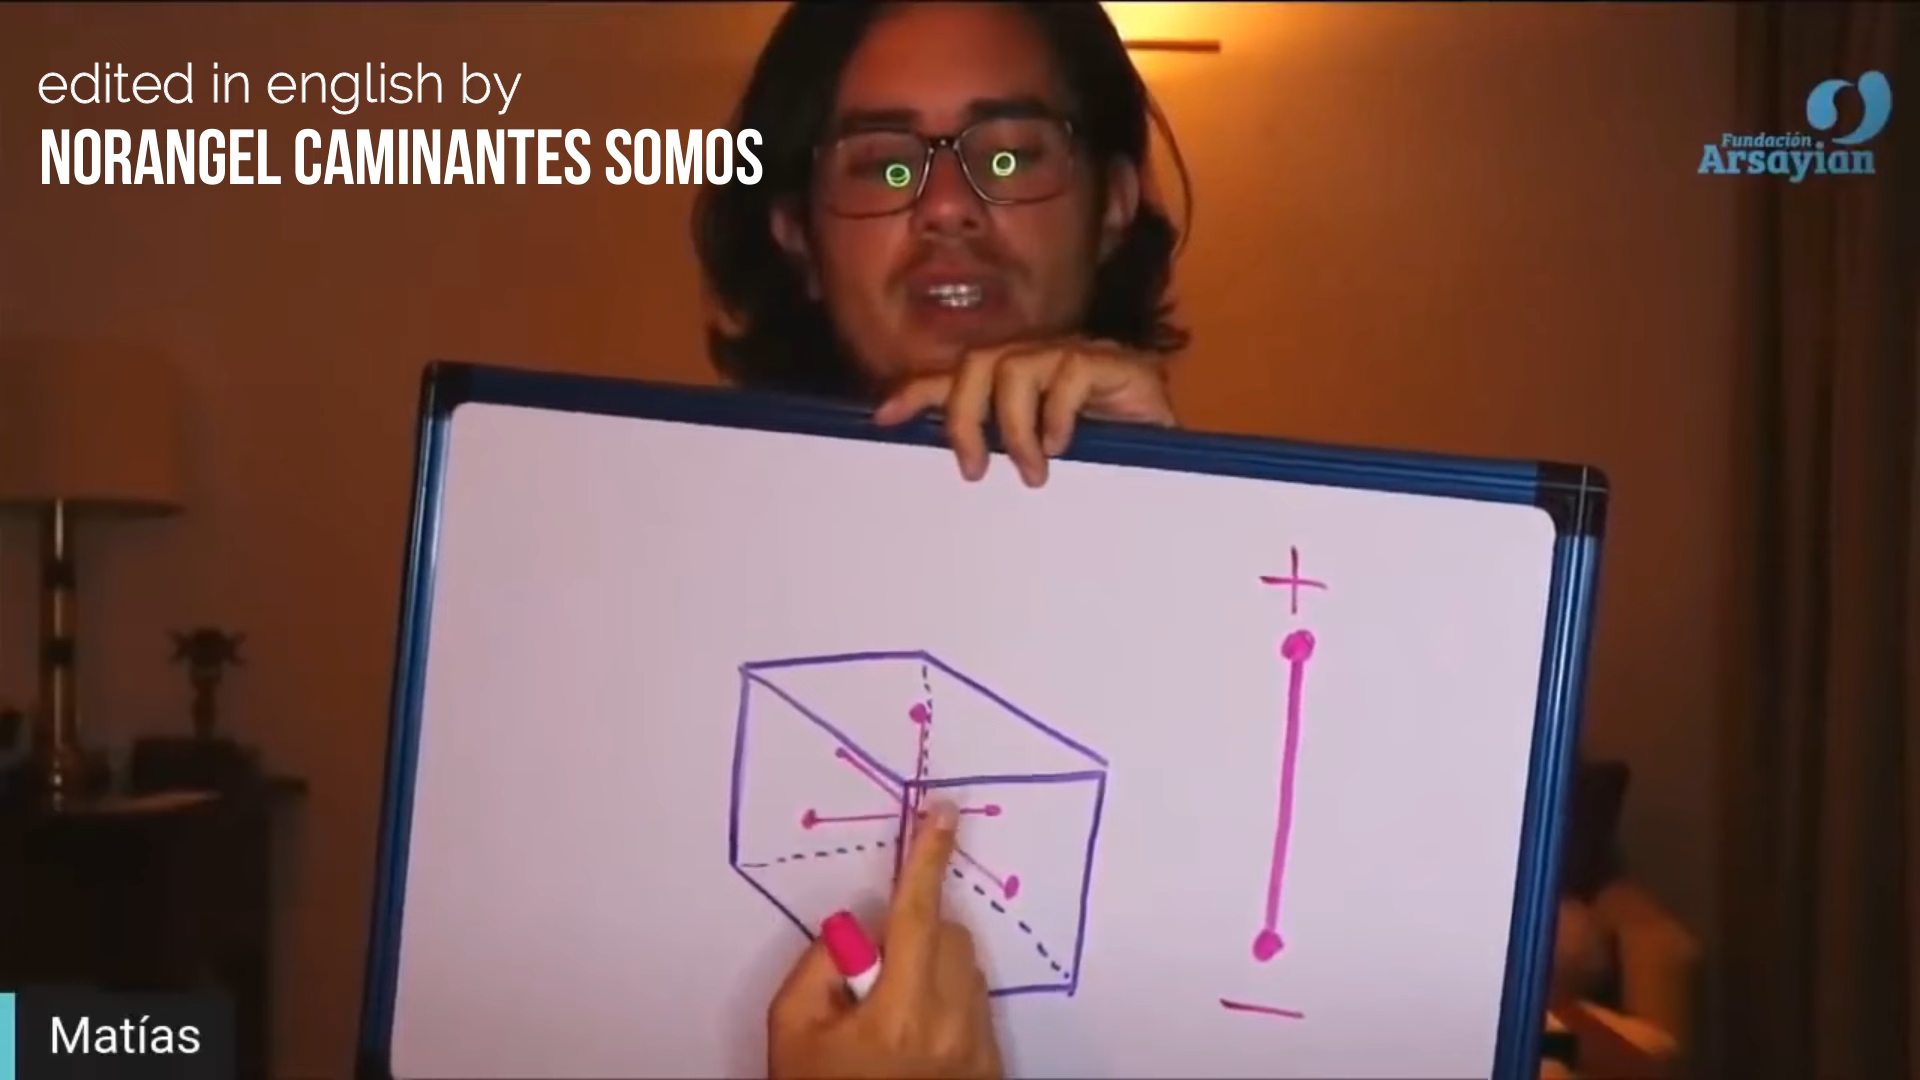 edited in english by
NORANGEL CAMINANTES SOMOS
Fundación
Arsayian
+
−
Matías